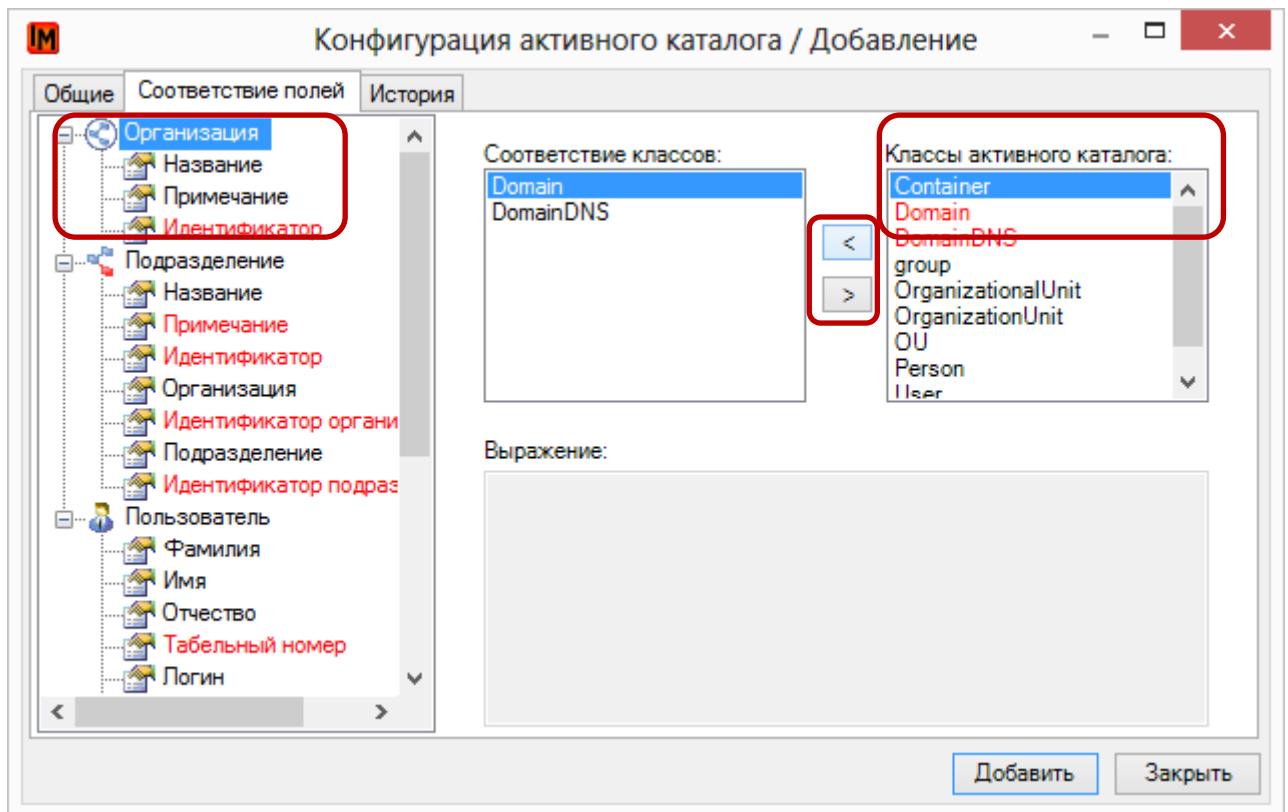 IM
Конфигурация активного каталога / Добавление
Общие
Соответствие полей
История
Организация
Название
Примечание
Идентификатор
Подразделение
Название
Примечание
Идентификатор
Организация
Идентификатор органи
Подразделение
Идентификатор подраз
Пользователь
Фамилия
Имя
Отчество
Табельный номер
Логин
Соответствие классов:
Domain
DomainDNS
<
>
Классы активного каталога:
Container
Domain
DomainDNS
group
OrganizationalUnit
OrganizationUnit
OU
Person
User
Выражение:
Добавить
Закрыть